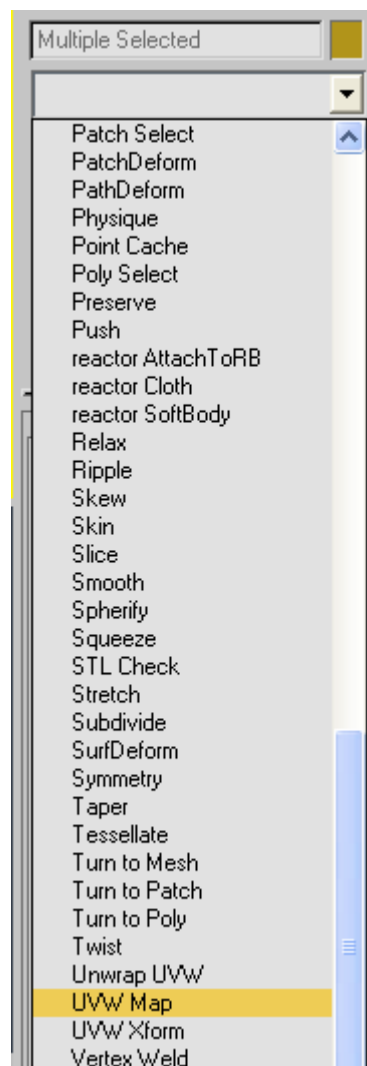 Multiple Selected
Patch Select
PatchDeform
PathDeform
Physique
Point Cache
Poly Select
Preserve
Push
reactor AttachToRB
reactor Cloth
reactor SoftBody
Relax
Ripple
Skew
Skin
Slice
Smooth
Spherify
Squeeze
STL Check
Stretch
Subdivide
SurfDeform
Symmetry
Taper
Tessellate
Turn to Mesh
Turn to Patch
Turn to Poly
Twist
Unwrap UVW
UVW Map
UVW Xform
Vertex Weld